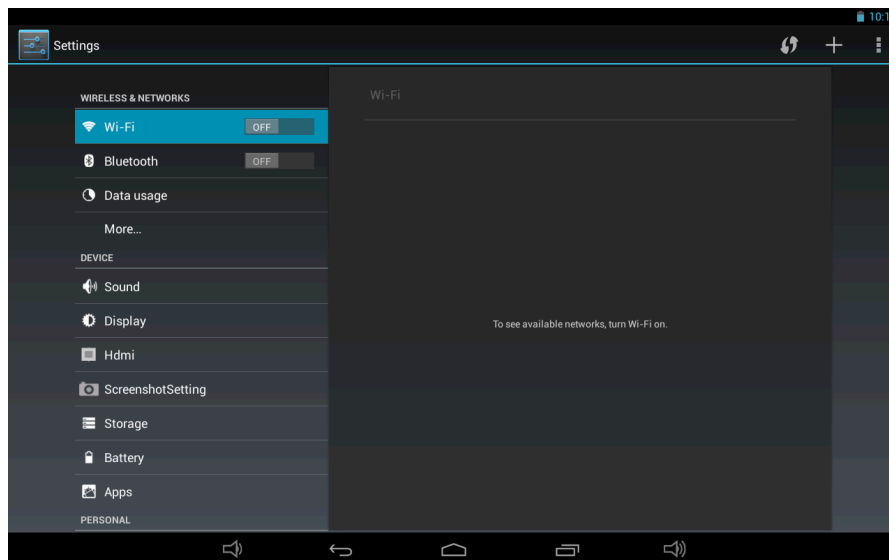 10:1
Settings
WIRELESS & NETWORKS
Wi-Fi OFF
Bluetooth OFF
Data usage
More...
DEVICE
Sound
Display
Hdmi
ScreenshotSetting
Storage
Battery
Apps
PERSONAL
Wi-Fi
To see available networks, turn Wi-Fi on.